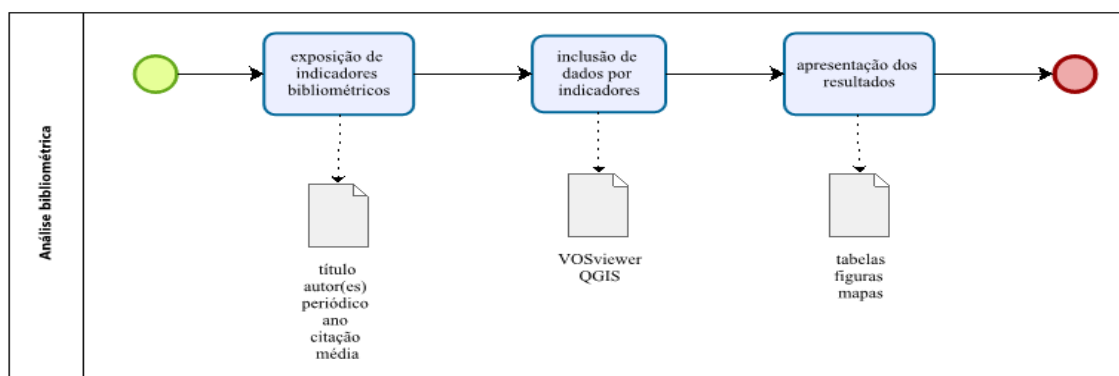 Análise bibliométrica
exposição de
indicadores
bibliométricos
inclusão de
dados por
indicadores
apresentação dos
resultados
título
autor(es)
periódico
ano
citação
média
VOSviewer
QGIS
tabelas
figuras
mapas